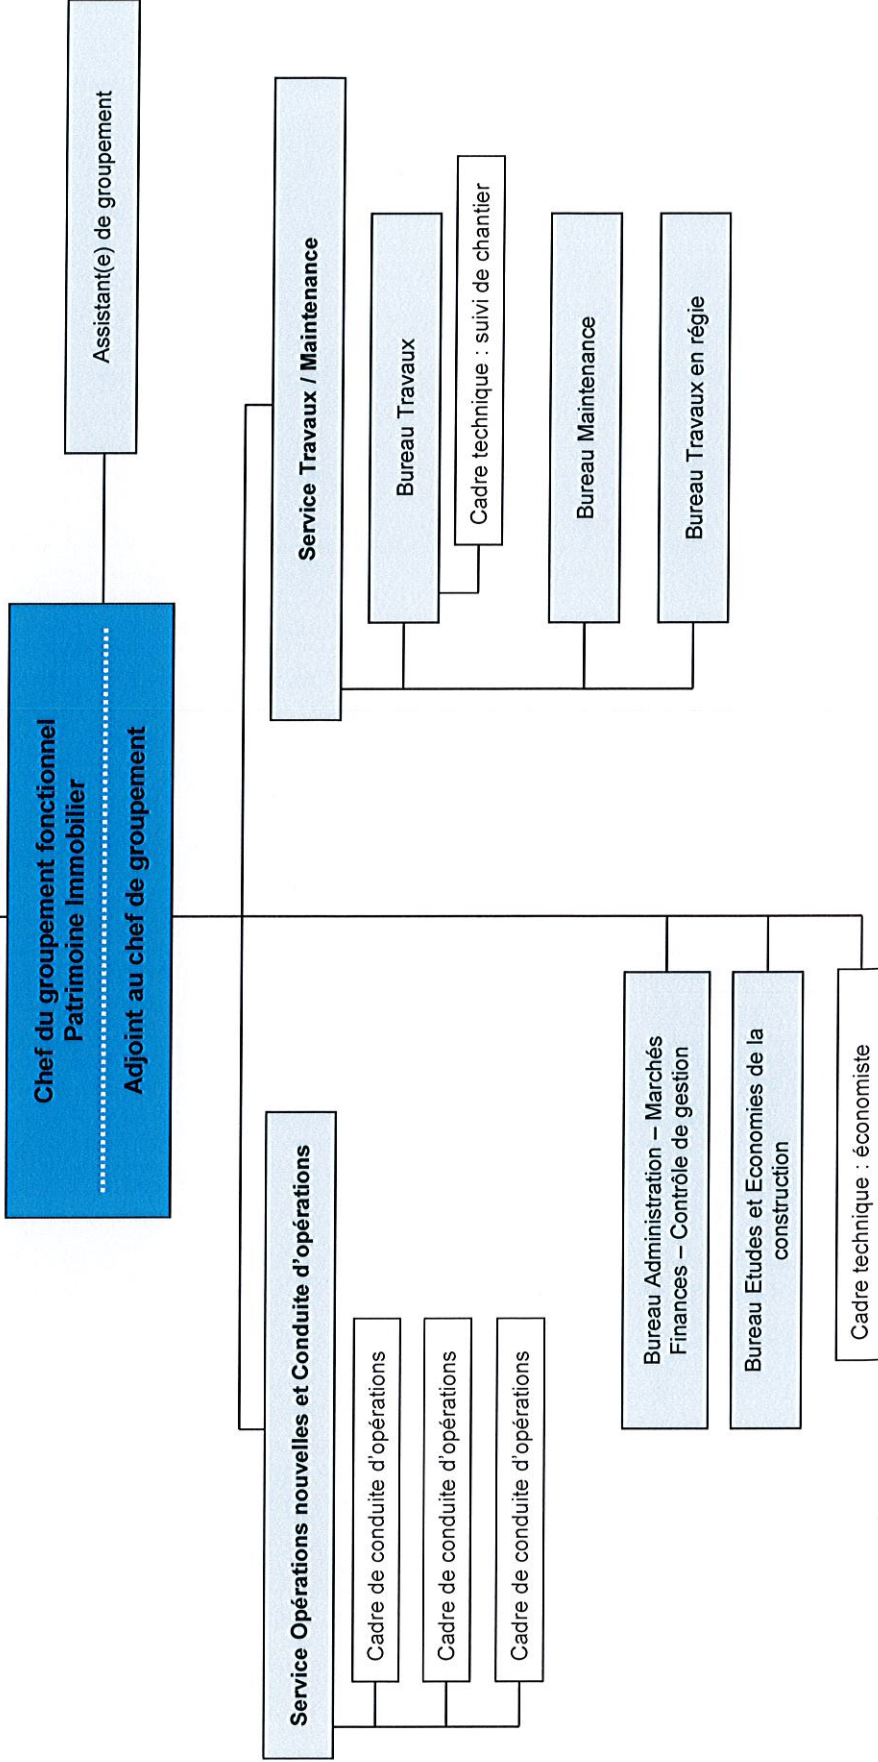 Chef du groupement fonctionnel
Patrimoine Immobilier
Adjoint au chef de groupement
Assistant(e) de groupement
Service Opérations nouvelles et Conduite d'opérations
Cadre de conduite d'opérations
Cadre de conduite d'opérations
Cadre de conduite d'opérations
Service Travaux / Maintenance
Bureau Travaux
Cadre technique : suivi de chantier
Bureau Maintenance
Bureau Travaux en régie
Bureau Administration – Marchés
Finances – Contrôle de gestion
Bureau Etudes et Economies de la
construction
Cadre technique : économiste